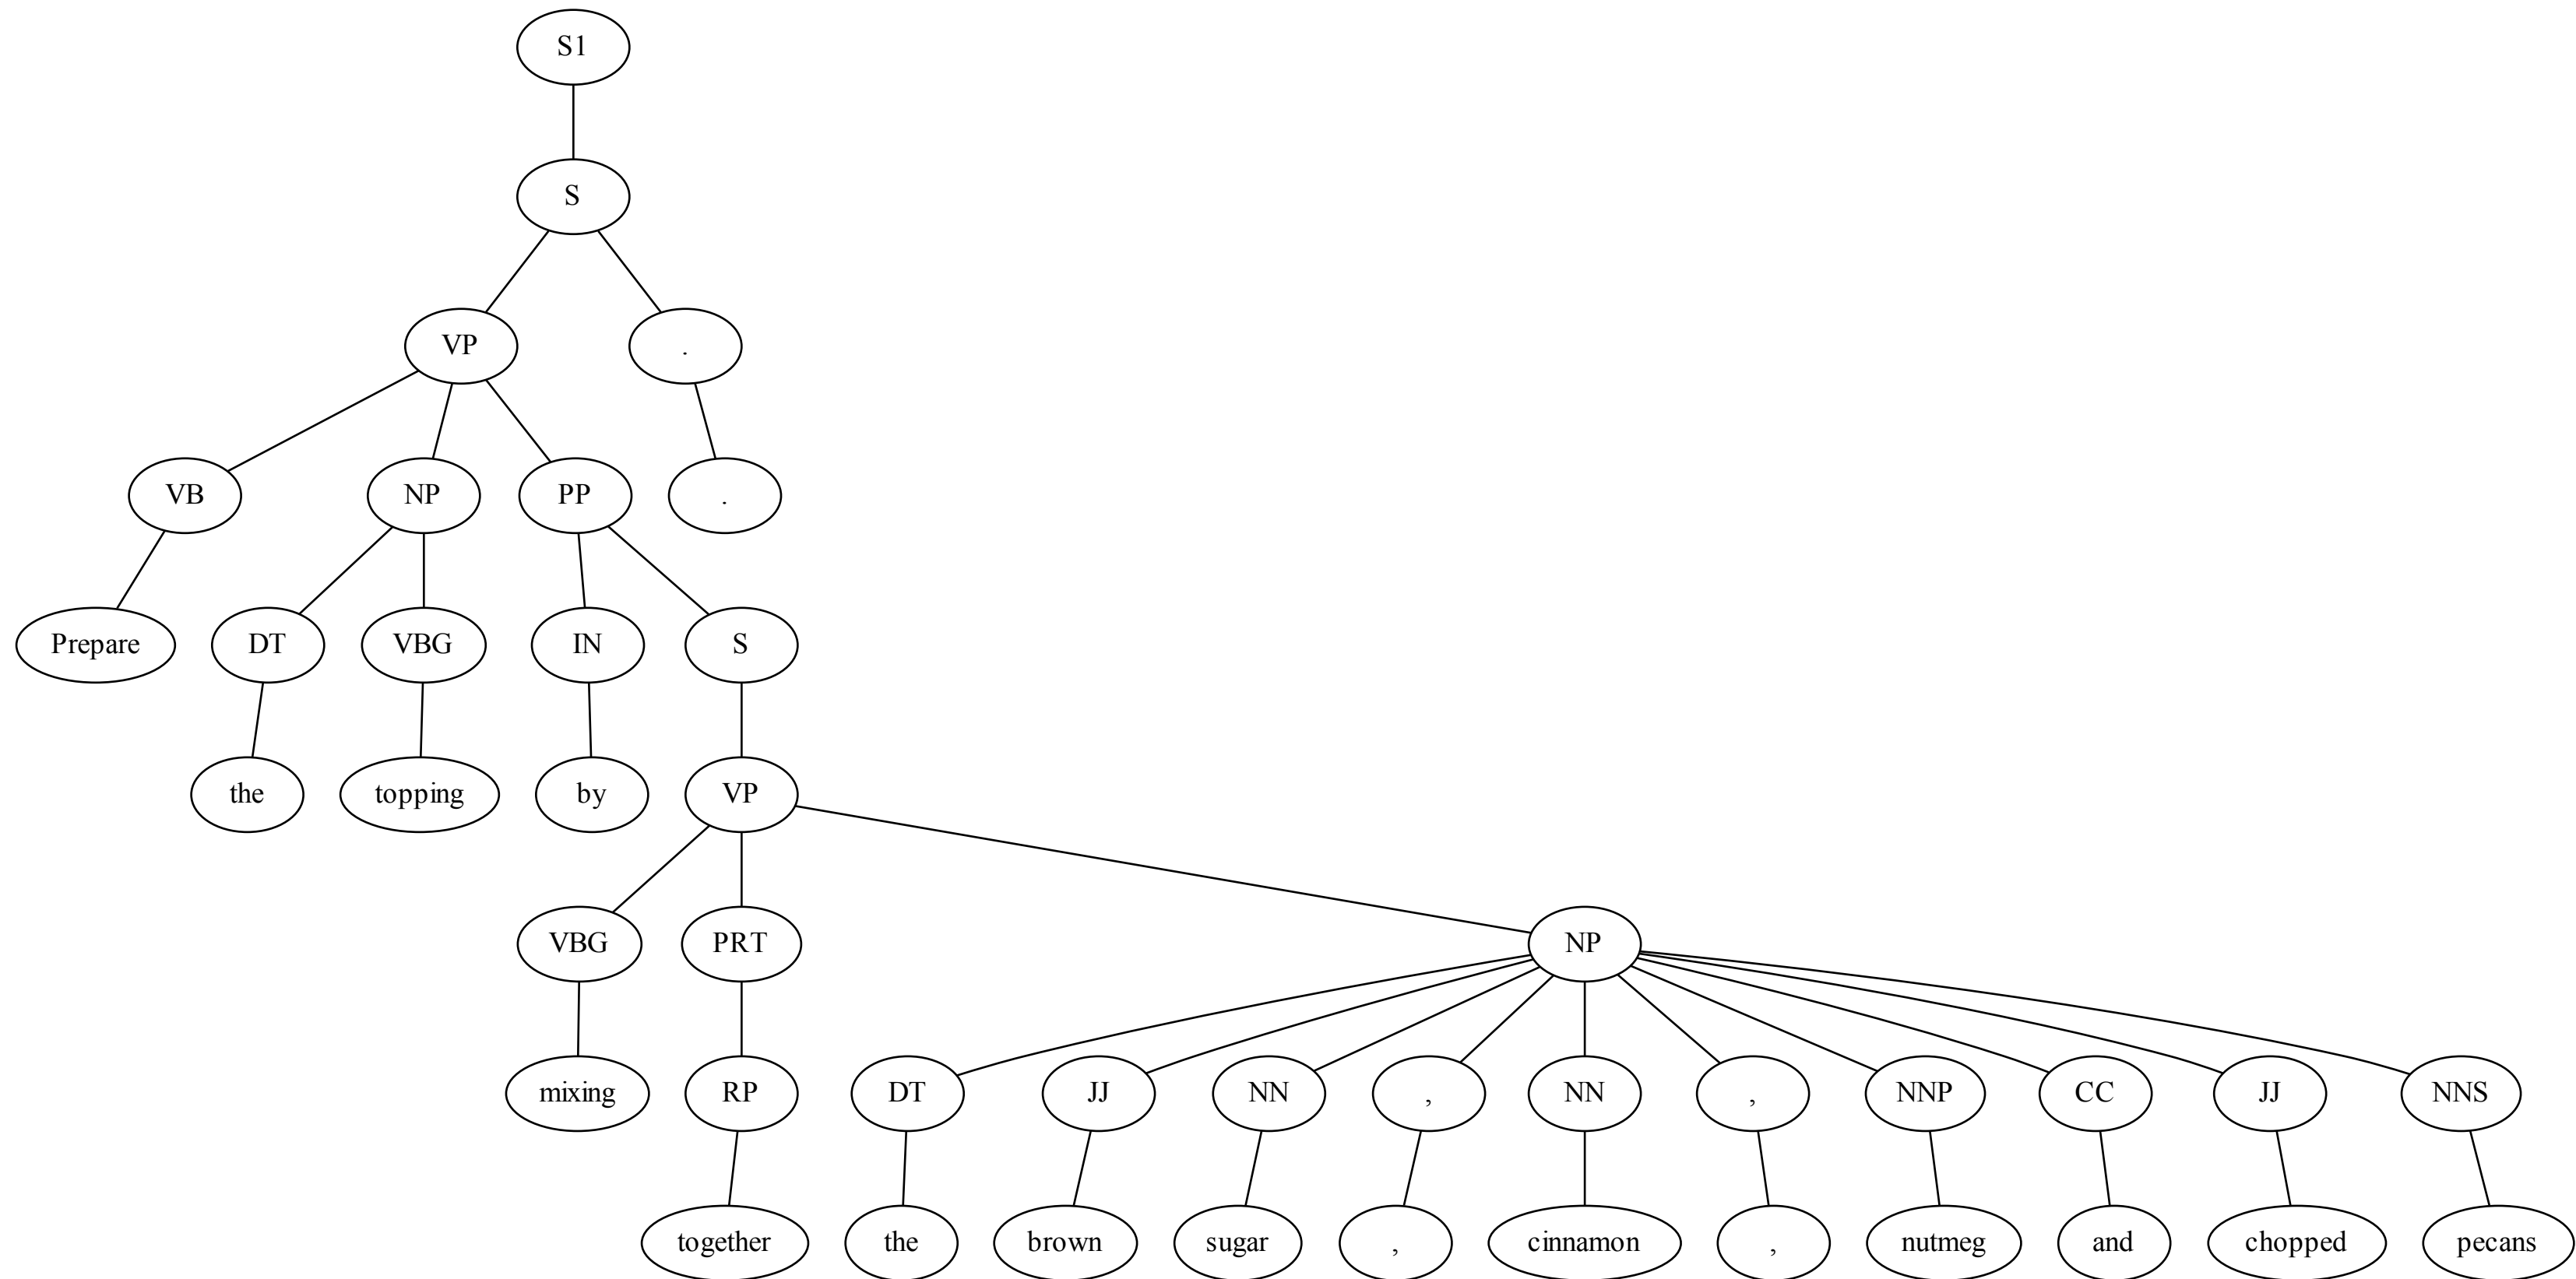 S1
S
VP .
VB NP PP .
Prepare DT VBG IN S
the topping by VP
VBG PRT NP
mixing RP DT JJ NN , NN , NNP CC JJ NNS
together the brown sugar , cinnamon , nutmeg and chopped pecans